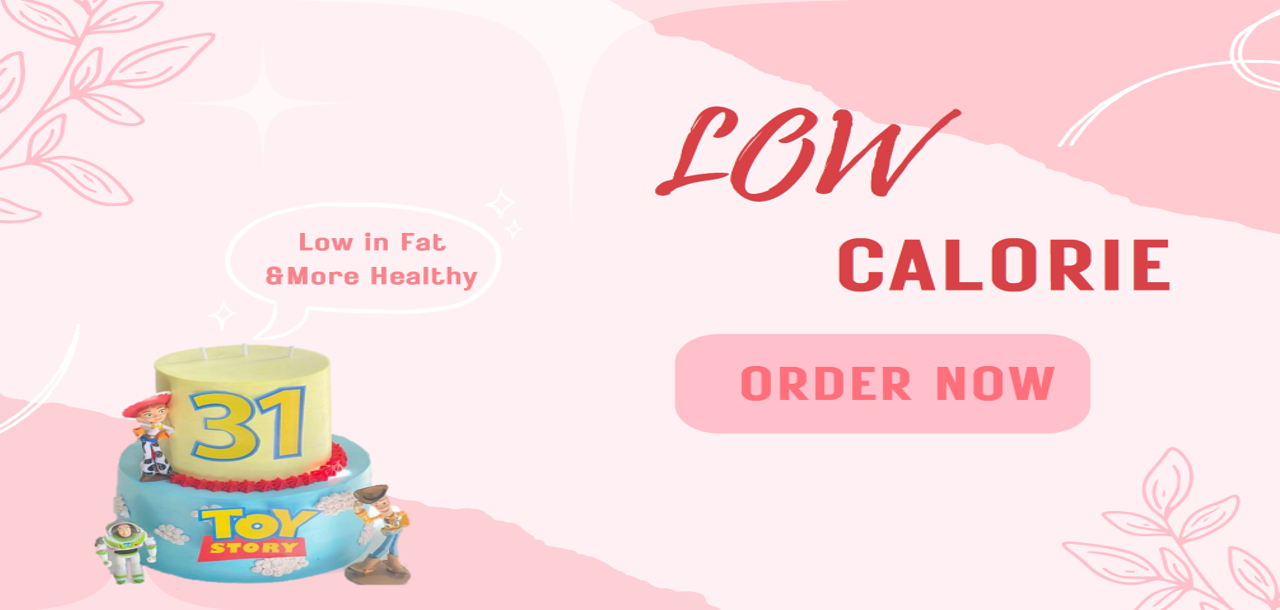 LOW
CALORIE
ORDER NOW
Low in Fat
&More Healthy
31
TOY
STORY